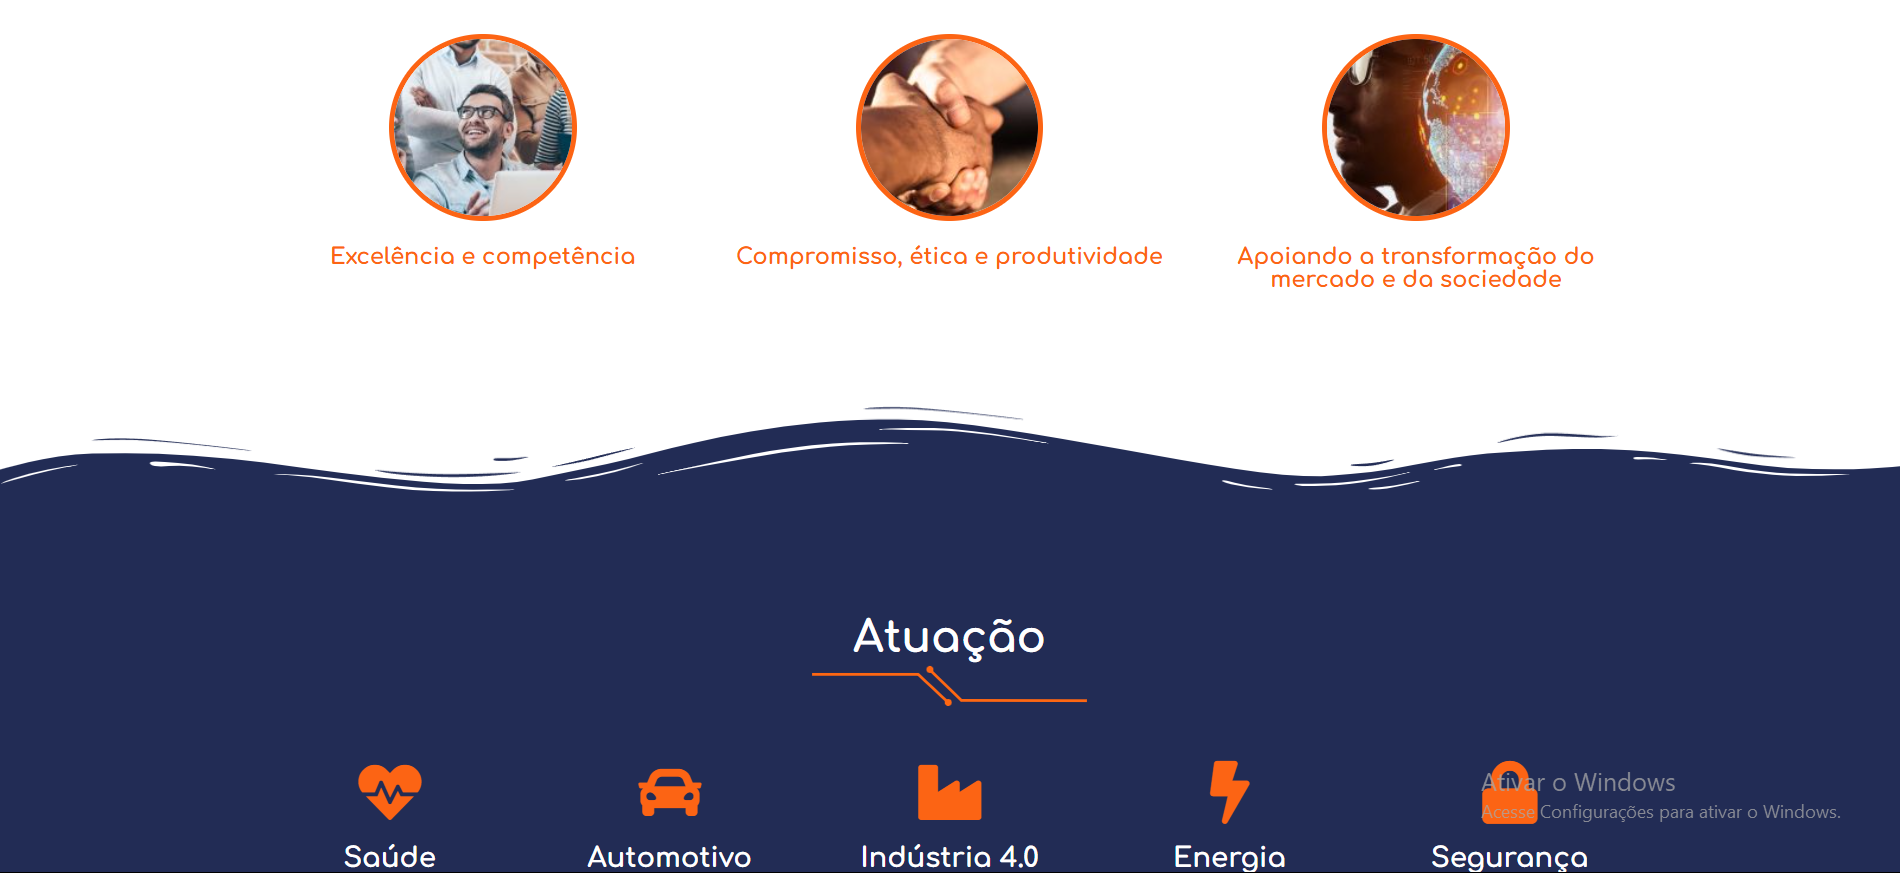 Excelência e competência
Compromisso, ética e produtividade
Apoiando a transformação do
mercado e da sociedade
Atuação
Saúde
Automotivo
Indústria 4.0
Energia
Segurança
Ativar o Windows
Acesse Configurações para ativar o Windows.